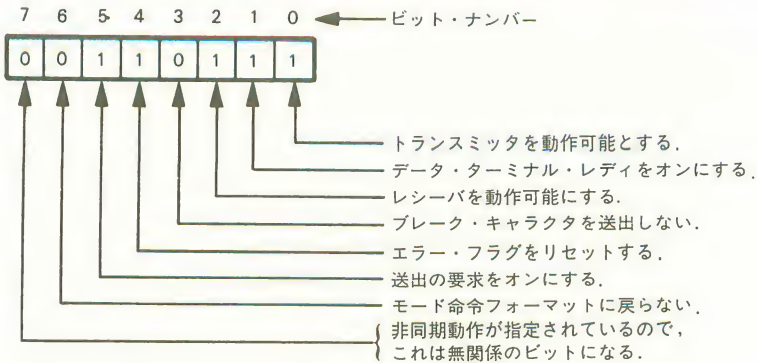 7 6 5 4 3 2 1 0 ビット・ナンバー
0 0 1 1 0 1 1 1
トランスミッタを動作可能とする.
データ・ターミナル・レディをオンにする.
レシーバを動作可能にする.
ブレーク・キャラクタを送出しない.
エラー・フラグをリセットする.
送出の要求をオンにする.
モード命令フォーマットに戻らない.
非同期動作が指定されているので,
これは無関係のビットになる.